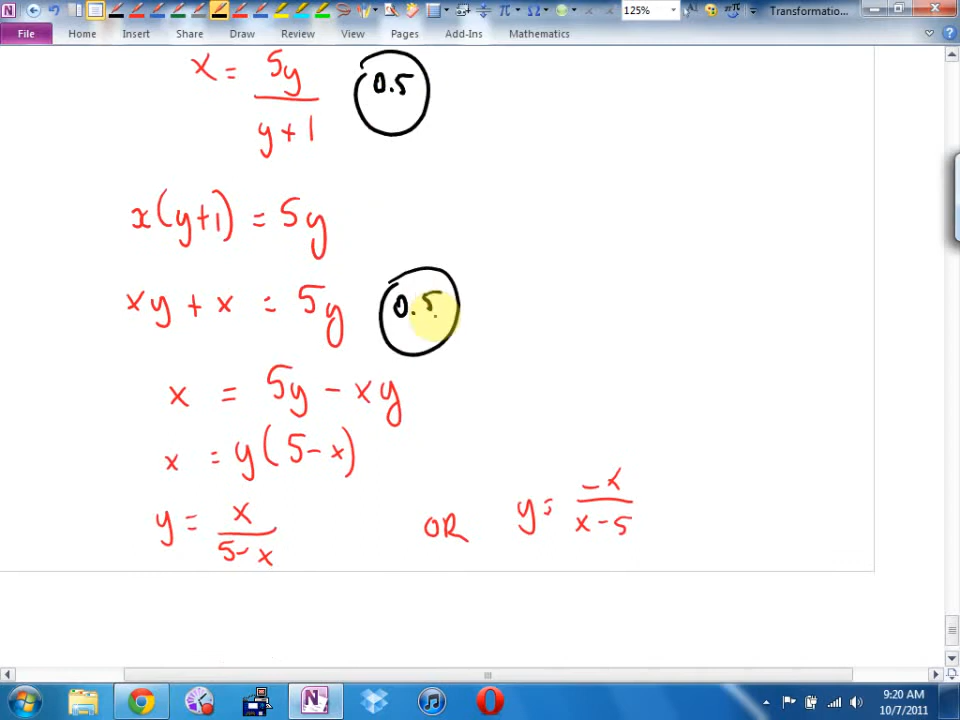 125%
Transformatio...
File Home Insert Share Draw Review View Pages Add-Ins Mathematics
x = 5y / y+1 0.5
x(y+1) = 5y
xy + x = 5y 0.5
x = 5y - xy
x = y(5-x)
y = x / 5-x OR y = -x / x-5
9:20 AM
10/7/2011